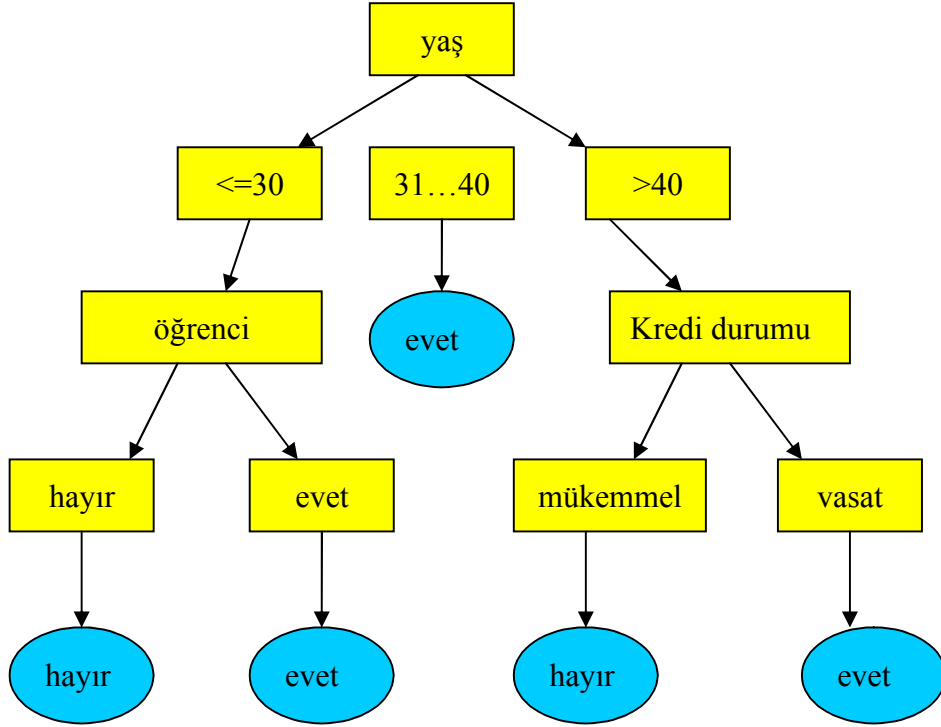 yaş
<=30
31…40
>40
öğrenci
evet
Kredi durumu
hayır
evet
mükemmel
vasat
hayır
evet
hayır
evet